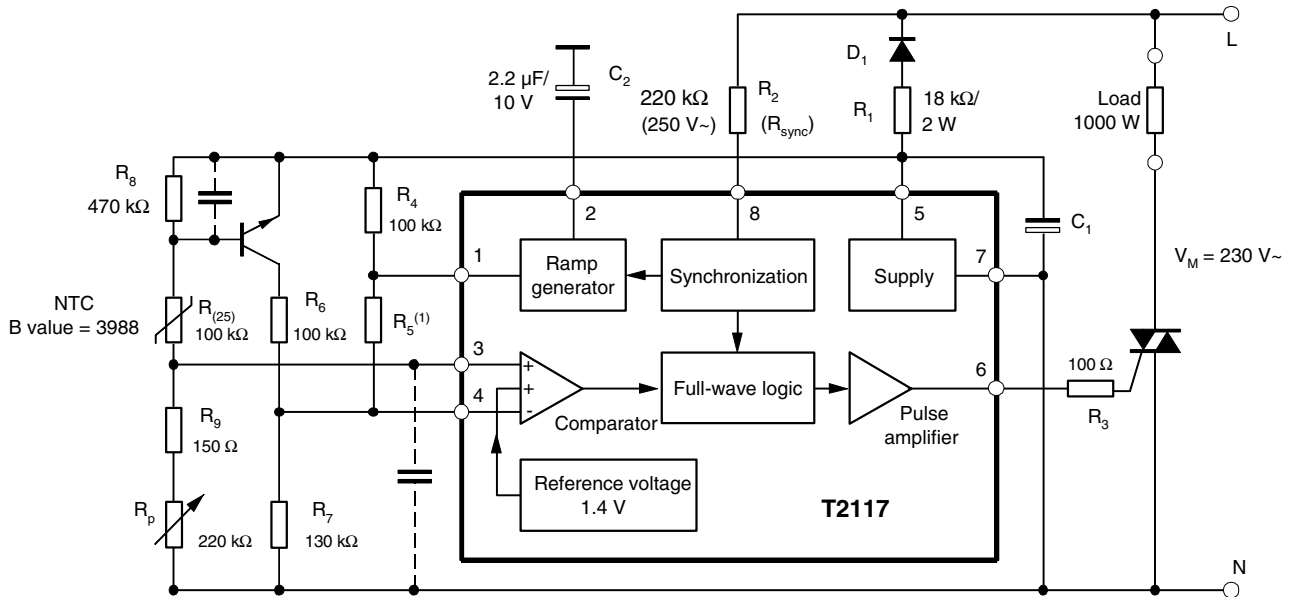 L
D1
C2
2.2 µF/
10 V
220 kΩ
(250 V~)
R2
(Rsync)
R1
18 kΩ/
2 W
Load
1000 W
R8
470 kΩ
R4
100 kΩ
2
8
5
C1
1
Ramp
generator
Synchronization
Supply
7
VM = 230 V~
NTC
B value = 3988
R(25)
100 kΩ
R6
100 kΩ
R5(1)
3
+
+
-
4
Comparator
Full-wave logic
Pulse
amplifier
6
100 Ω
R3
R9
150 Ω
Reference voltage
1.4 V
T2117
Rp
220 kΩ
R7
130 kΩ
N